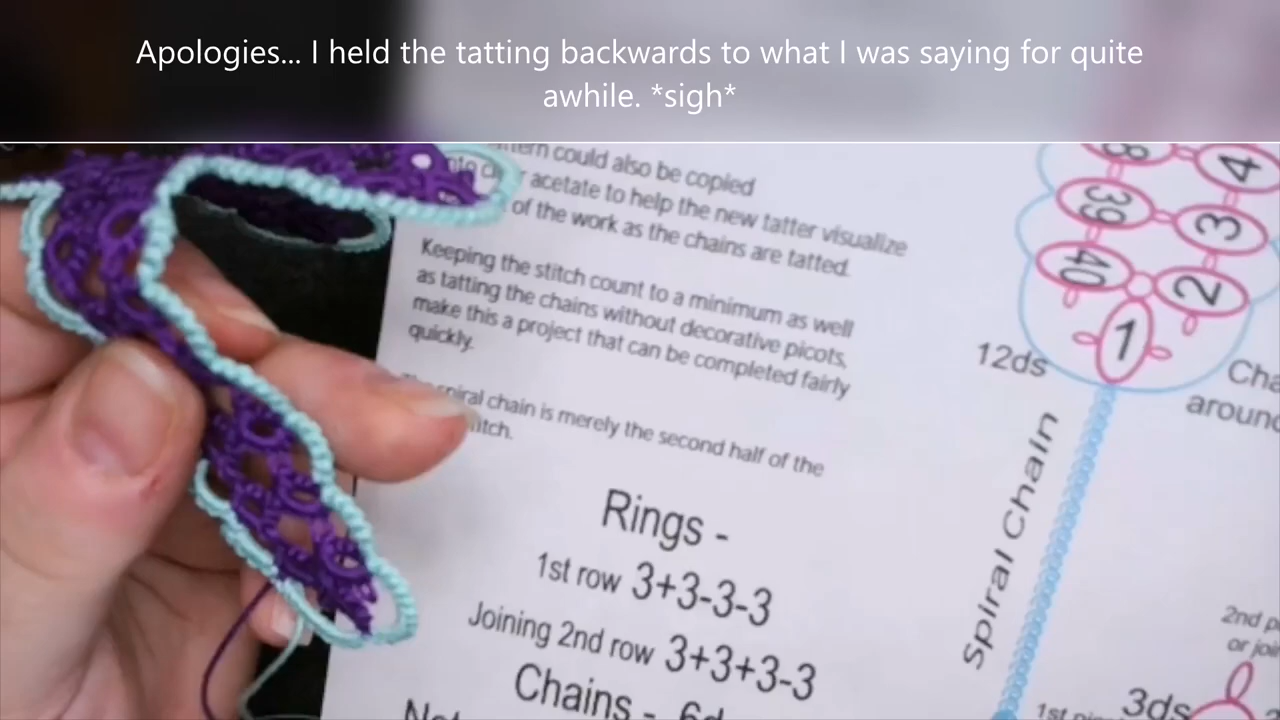 Apologies... I held the tatting backwards to what I was saying for quite
awhile. *sigh*
could also be copied
acetate to help the new tatter visualize
of the work as the chains are tatted.
Keeping the stitch count to a minimum as well
as tatting the chains without decorative picots,
make this a project that can be completed fairly
quickly.
spiral chain is merely the second half of the
Rings -
1st row 3+3-3-3
Joining 2nd row 3+3+3-3
Chains -
8
4
39
3
40
2
1
12ds
around
Spiral Chain
2nd
or
3ds